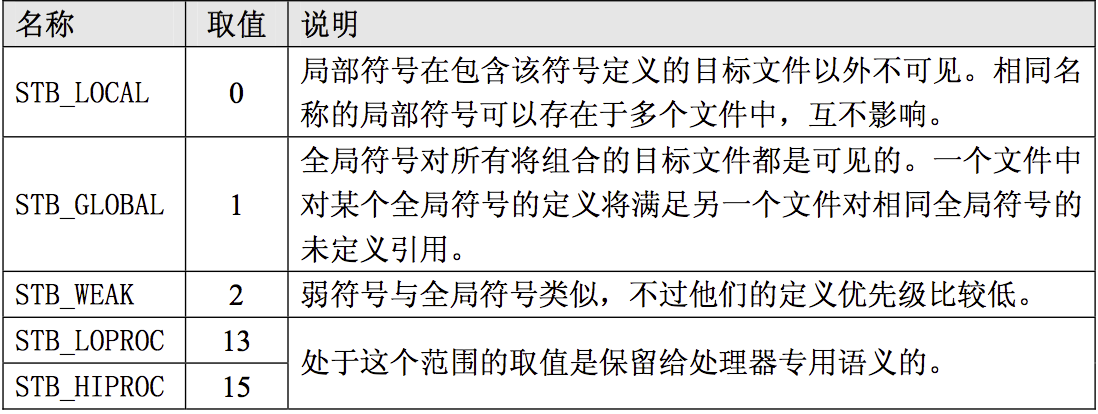 名称 取值 说明
局部符号在包含该符号定义的目标文件以外不可见。相同名
STB_LOCAL 0
称的局部符号可以存在于多个文件中，互不影响。
全局符号对所有将组合的目标文件都是可见的。一个文件中
STB_GLOBAL 1 对某个全局符号的定义将满足另一个文件对相同全局符号的
未定义引用。
STB_WEAK 2 弱符号与全局符号类似，不过他们的定义优先级比较低。
STB_LOPROC 13
处于这个范围的取值是保留给处理器专用语义的。
STB_HIPROC 15